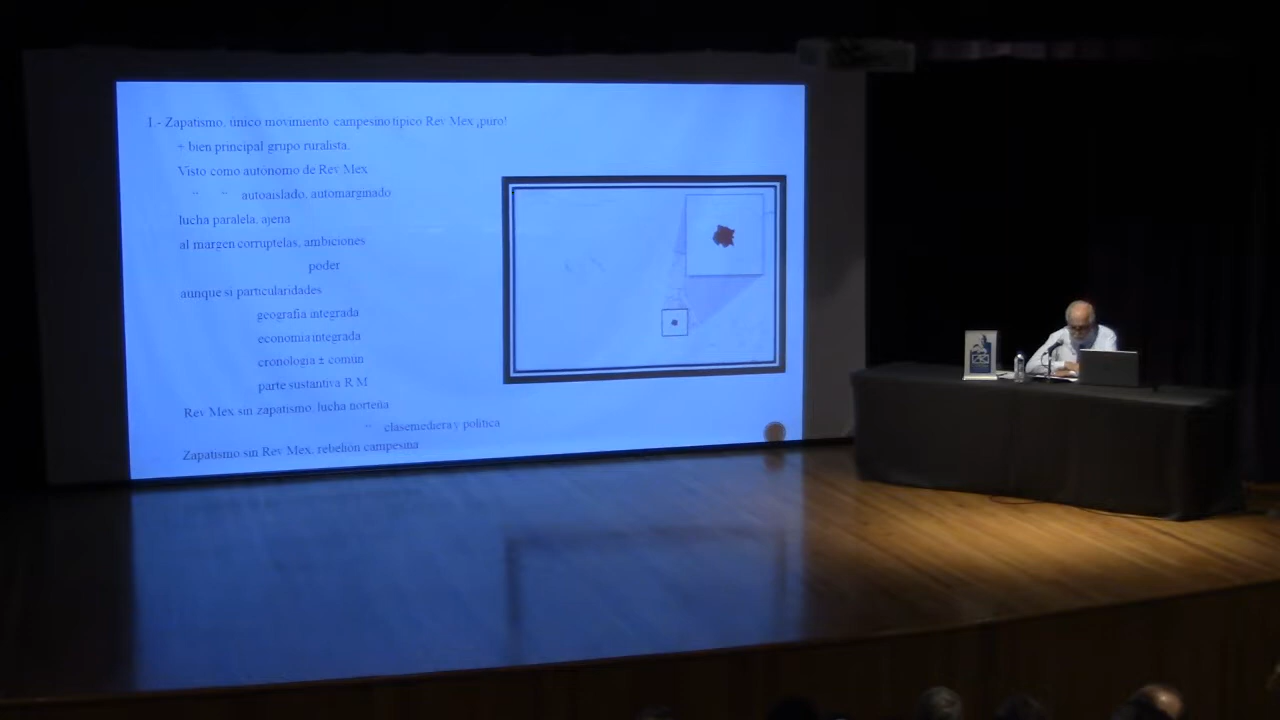 1.- Zapatismo, único movimiento campesino típico Rev Mex ¡puro!
+ bien principal grupo ruralista.
Visto como autónomo de Rev Mex
“ “ autoaislado, automarginado
lucha paralela, ajena
al margen corruptelas, ambiciones
poder
aunque si particularidades
geografía integrada
economía integrada
cronología ± común
parte sustantiva R M
Rev Mex sin zapatismo, lucha norteña
“ clasemediera y política
Zapatismo sin Rev Mex, rebelión campesina